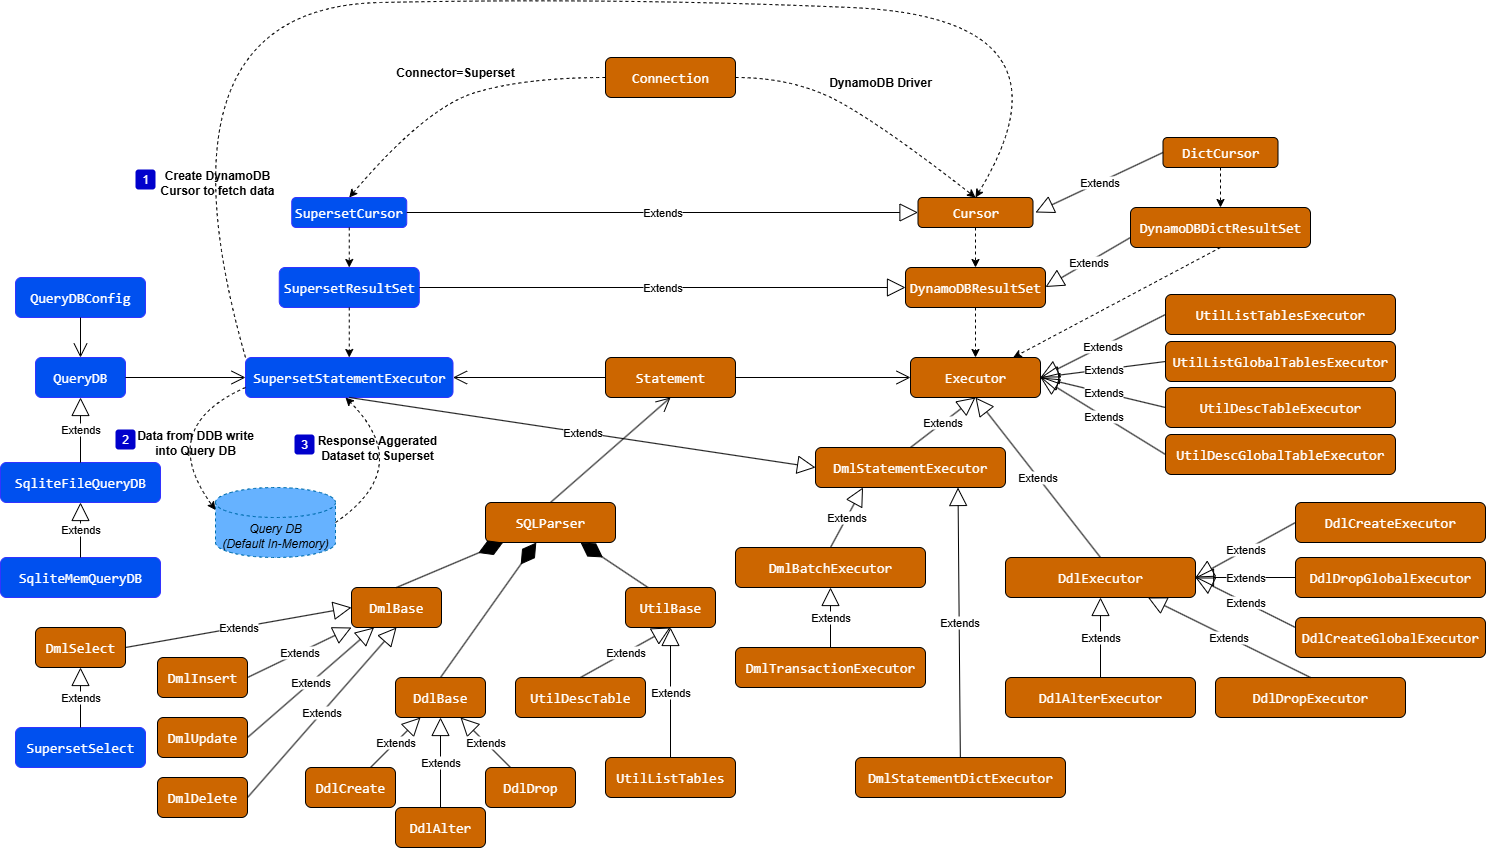 Connection
Connector=Superset
DynamoDB Driver
DictCursor
Extends
1
Create DynamoDB
Cursor to fetch data
SupersetCursor
Extends
Cursor
DynamoDBDictResultSet
Extends
SupersetResultSet
Extends
DynamoDBResultSet
QueryDBConfig
UtilListTablesExecutor
Extends
UtilListGlobalTablesExecutor
Extends
QueryDB
SupersetStatementExecutor
Statement
Executor
Extends
UtilDescTableExecutor
Extends
UtilDescGlobalTableExecutor
Extends
2
Data from DDB write
into Query DB
3
Response Aggerated
Dataset to Superset
Extends
Extends
DmlStatementExecutor
Extends
SqliteFileQueryDB
Extends
SqliteMemQueryDB
Query DB
(Default In-Memory)
SQLParser
Extends
DdlCreateExecutor
Extends
DmlBatchExecutor
DdlExecutor
Extends
DdlDropGlobalExecutor
Extends
DdlCreateGlobalExecutor
DmlBase
UtilBase
Extends
Extends
Extends
Extends
Extends
DmlSelect
Extends
Extends
DmlInsert
Extends
DmlTransactionExecutor
Extends
Extends
DdlBase
UtilDescTable
Extends
DdlAlterExecutor
DdlDropExecutor
Extends
DmlUpdate
SupersetSelect
Extends
Extends
Extends
DmlDelete
DdlCreate
DdlDrop
UtilListTables
DmlStatementDictExecutor
DdlAlter